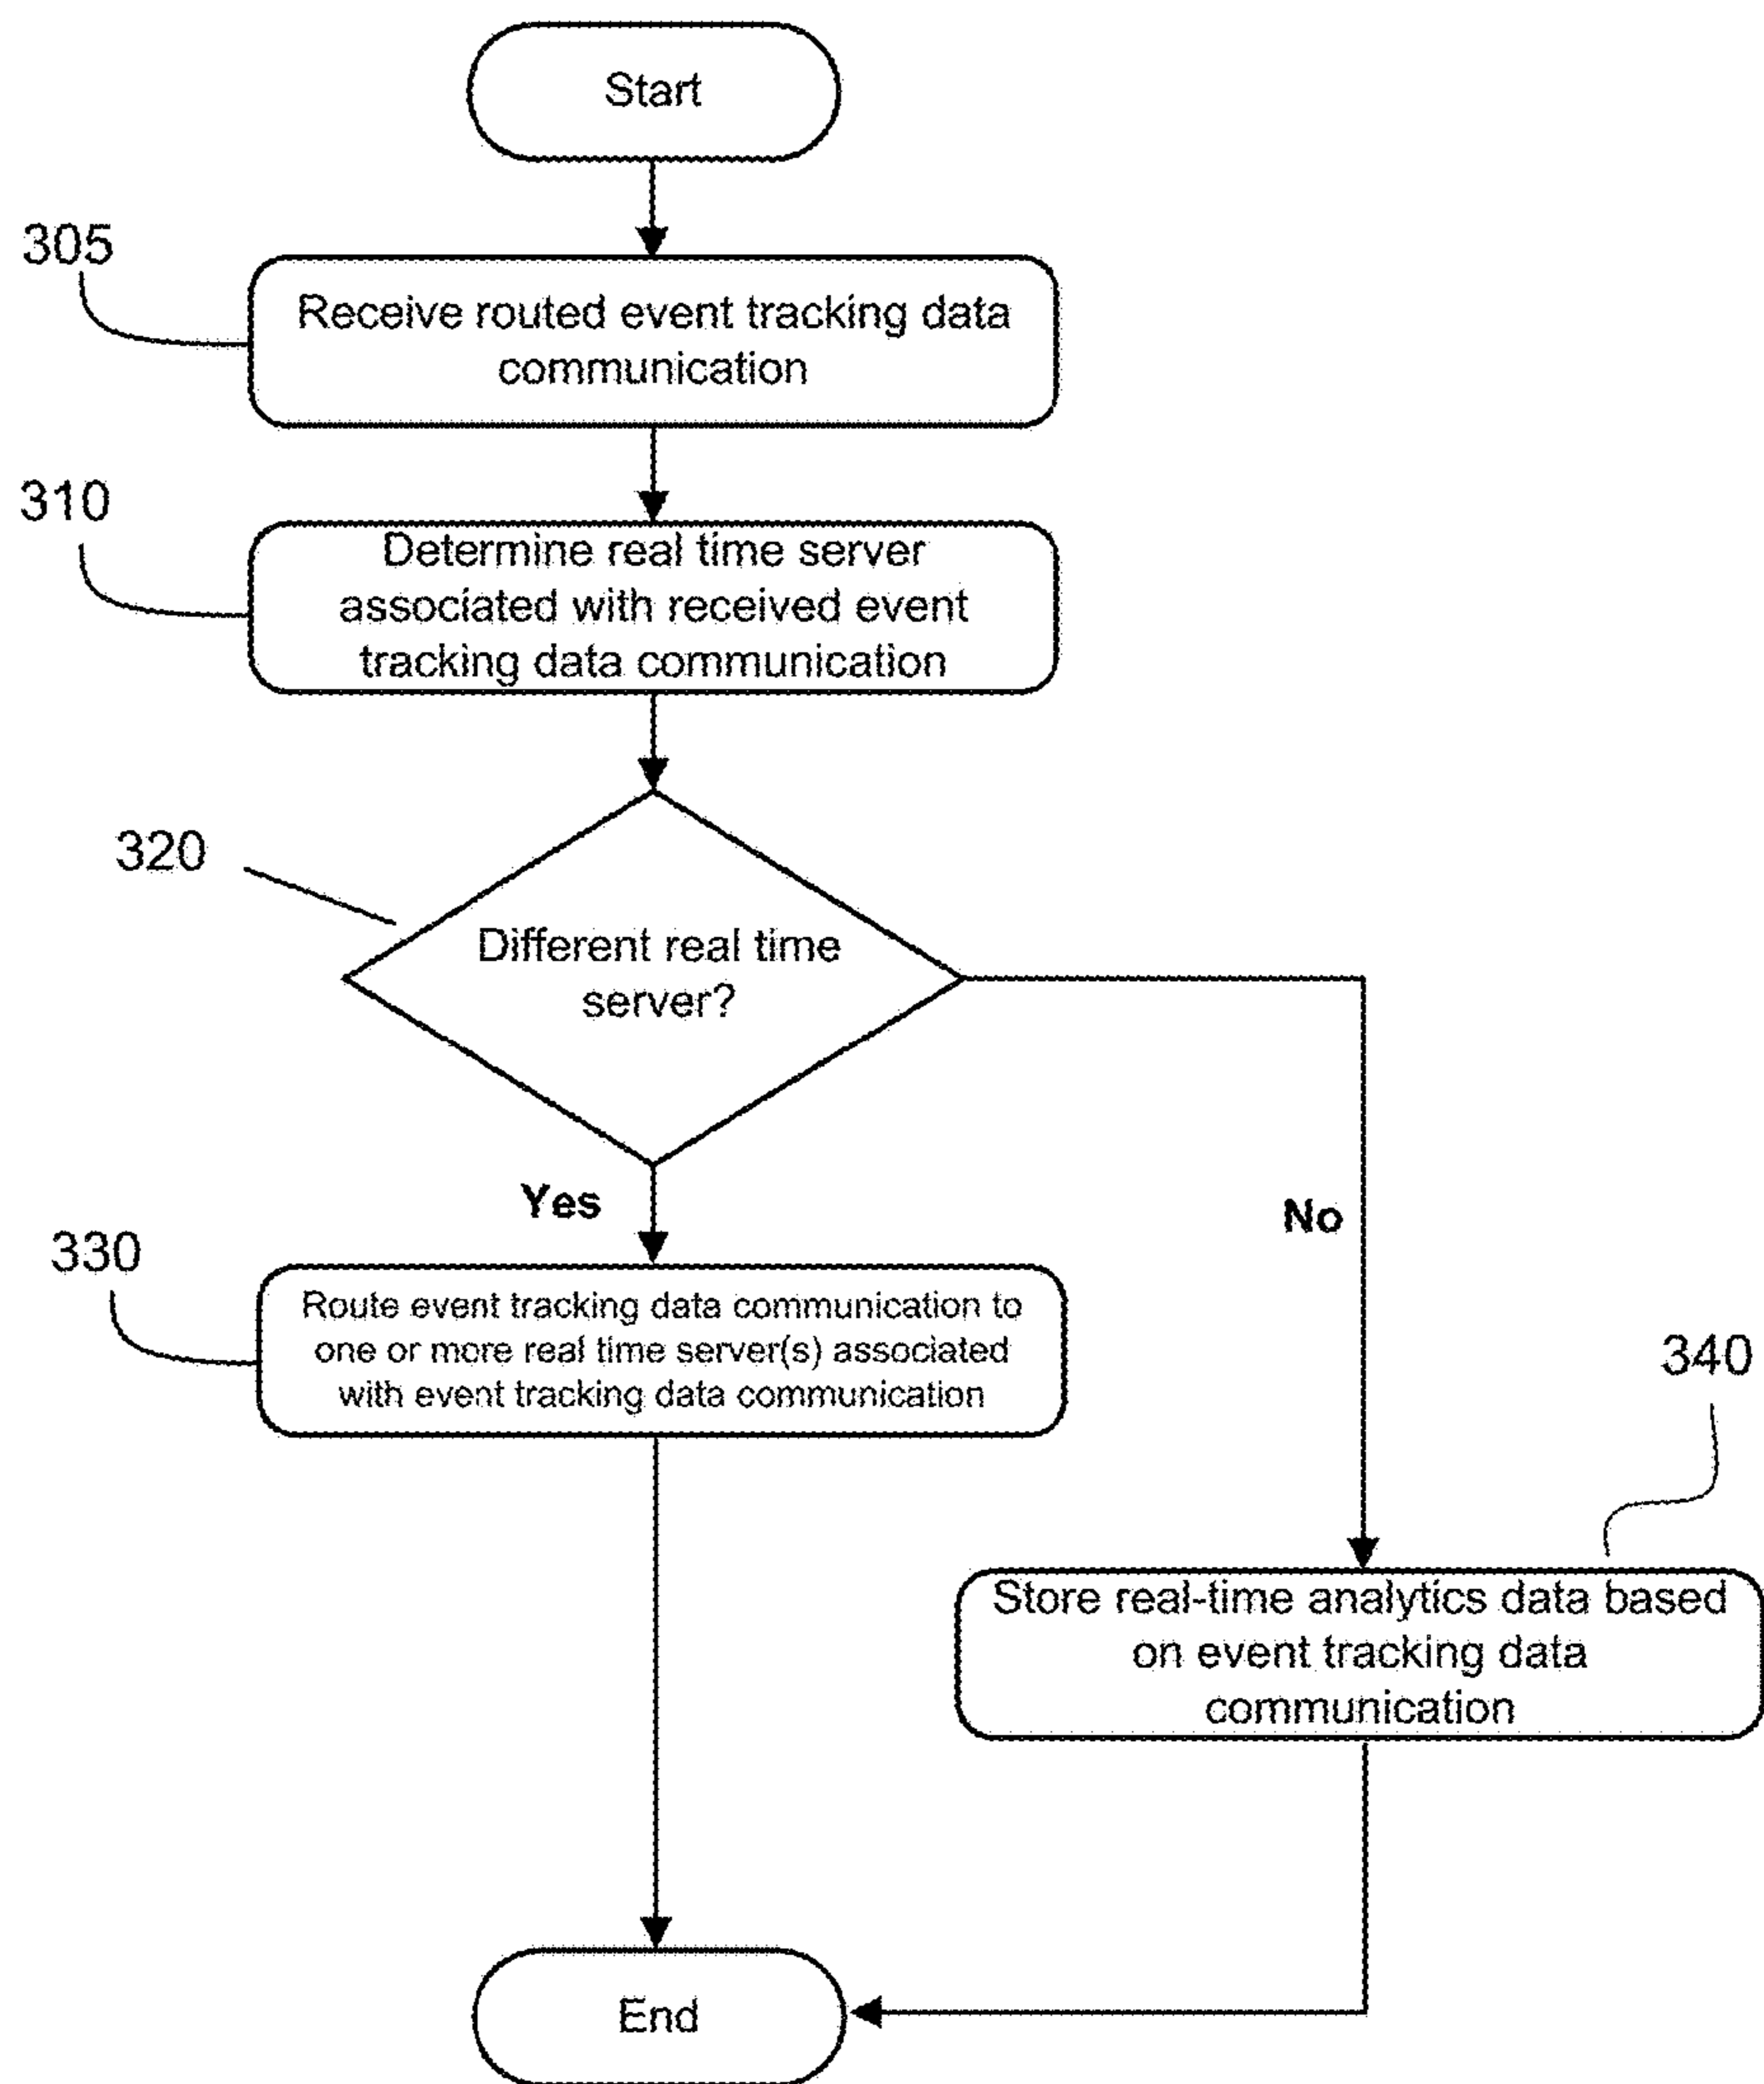 Start
305
Receive routed event tracking data
communication
310
Determine real time server
associated with received event
tracking data communication
320
Different real time
server?
Yes
No
330
Route event tracking data communication to
one or more real time server(s) associated
with event tracking data communication
340
Store real-time analytics data based
on event tracking data
communication
End